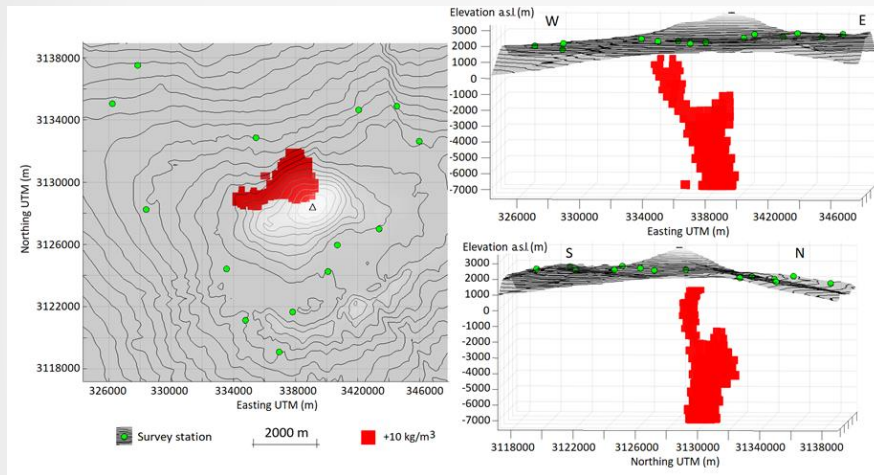 3138000
3134000
3130000
3126000
3122000
3118000
Northing UTM (m)
326000 330000 334000 338000 342000 346000
Easting UTM (m)
Survey station
2000 m
+10 kg/m³
Elevation a.s.l (m)
W
E
3000
2000
1000
0
-1000
-2000
-3000
-4000
-5000
-6000
-7000
326000 330000 334000 338000 3420000 346000
Easting UTM (m)
Elevation a.s.l (m)
S
N
3000
2000
1000
0
-1000
-2000
-3000
-4000
-5000
-6000
-7000
3118000 3122000 3126000 3130000 3134000 3138000
Northing UTM (m)